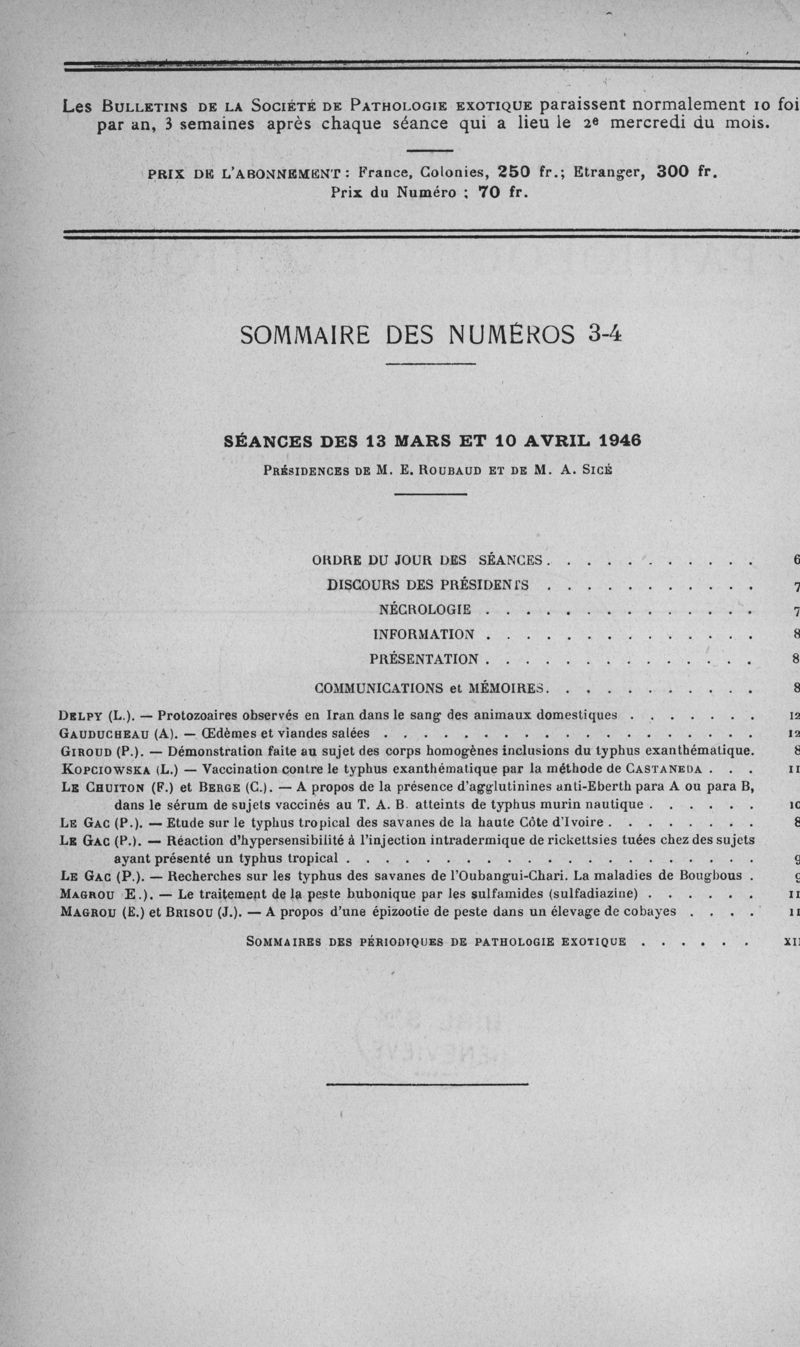 Les Bulletins de la Société de Pathologie exotique paraissent normalement 10 foi
par an, 3 semaines après chaque séance qui a lieu le 2e mercredi du mois.
PRIX DE L'ABONNEMENT : France, Colonies, 250 fr.; Etranger, 300 fr.
Prix du Numéro : 70 fr.
SOMMAIRE DES NUMÉROS 3-4
SÉANCES DES 13 MARS ET 10 AVRIL 1946
Présidences de M. E. Roubaud et de M. A. Sicé
ORDRE DU JOUR DES SÉANCES. . . . . . . . . . . 6
DISCOURS DES PRÉSIDENTS . . . . . . . . . . . 7
NÉCROLOGIE . . . . . . . . . . . . . . 7
INFORMATION . . . . . . . . . . . . . . 8
PRÉSENTATION . . . . . . . . . . . . . . 8
COMMUNICATIONS et MÉMOIRES. . . . . . . . . . . 8
Delpy (L.). — Protozoaires observés en Iran dans le sang des animaux domestiques . . . . . . . 12
Gauducheau (A). — Œdèmes et viandes salées . . . . . . . . . . . . . . . . . . . 12
Giroud (P.). — Démonstration faite au sujet des corps homogènes inclusions du typhus exanthématique. 8
Kopciowska (L.) — Vaccination contre le typhus exanthématique par la méthode de Castaneda . . . 11
Le Chuiton (F.) et Berge (C.). — A propos de la présence d'agglutinines anti-Eberth para A ou para B,
dans le sérum de sujets vaccinés au T. A. B. atteints de typhus murin nautique . . . . . . 10
Le Gac (P.). — Etude sur le typhus tropical des savanes de la haute Côte d'Ivoire . . . . . . . . 8
Le Gac (P.). — Réaction d'hypersensibilité à l'injection intradermique de rickettsies tuées chez des sujets
ayant présenté un typhus tropical . . . . . . . . . . . . . . . . . . . . . 9
Le Gac (P.). — Recherches sur les typhus des savanes de l'Oubangui-Chari. La maladies de Bougbous . 9
Magrou E.). — Le traitement de la peste bubonique par les sulfamides (sulfadiazine) . . . . . . 11
Magrou (E.) et Brisou (J.). — A propos d'une épizootie de peste dans un élevage de cobayes . . . . 11
Sommaires des périodiques de pathologie exotique . . . . . . XII